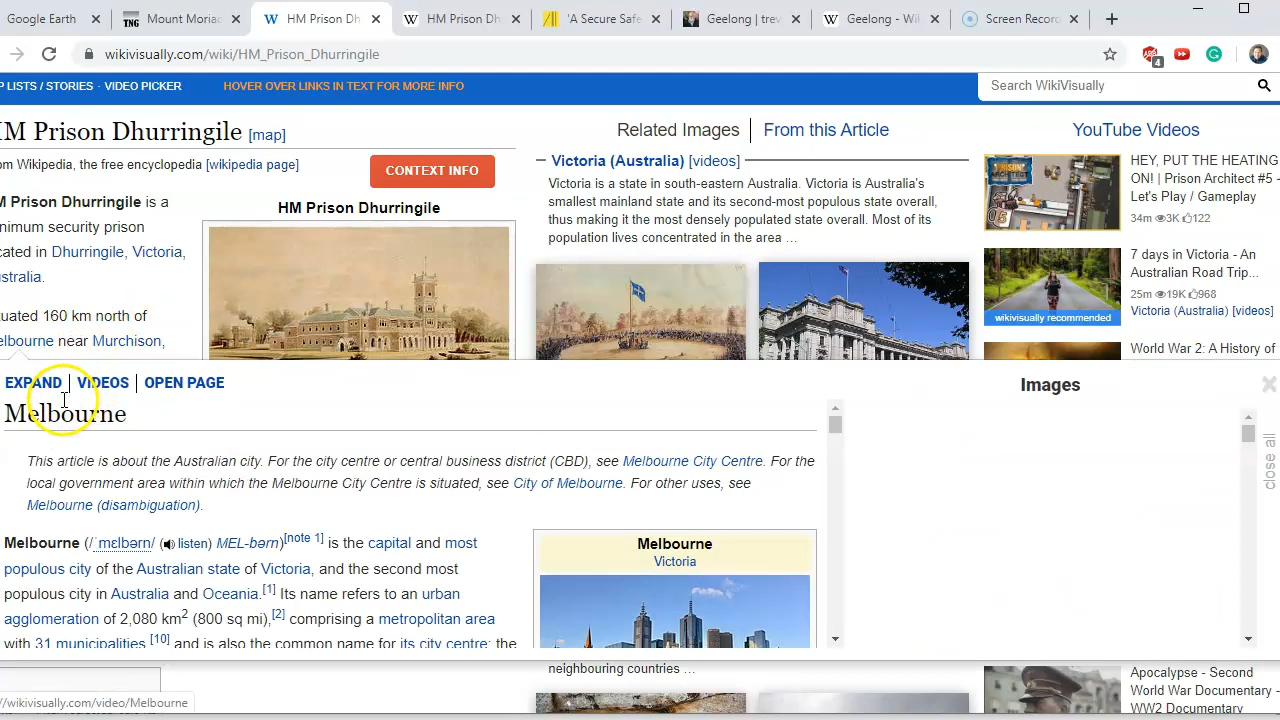 Google Earth
Mount Moriac
HM Prison Dh
HM Prison Dh
'A Secure Safe
Geelong | trev
Geelong - Wi
Screen Record
wikivisually.com/wiki/HM_Prison_Dhurringile
4
P LISTS / STORIES · VIDEO PICKER
HOVER OVER LINKS IN TEXT FOR MORE INFO
Search WikiVisually
HM Prison Dhurringile [map]
om Wikipedia, the free encyclopedia [wikipedia page]
CONTEXT INFO
M Prison Dhurringile is a
nimum security prison
cated in Dhurringile, Victoria,
stralia.
uated 160 km north of
elbourne near Murchison,
HM Prison Dhurringile
Related Images
From this Article
Victoria (Australia) [videos]
Victoria is a state in south-eastern Australia. Victoria is Australia's
smallest mainland state and its second-most populous state overall,
thus making it the most densely populated state overall. Most of its
population lives concentrated in the area ...
YouTube Videos
HEY, PUT THE HEATING
ON! | Prison Architect #5 -
Let's Play / Gameplay
34m 3K 122
7 days in Victoria - An
Australian Road Trip...
25m 19K 968
Victoria (Australia) [videos]
wikivisually recommended
World War 2: A History of
EXPAND | VIDEOS | OPEN PAGE
Images
close all
Melbourne
This article is about the Australian city. For the city centre or central business district (CBD), see Melbourne City Centre. For the
local government area within which the Melbourne City Centre is situated, see City of Melbourne. For other uses, see
Melbourne (disambiguation).
Melbourne (/ˈmɛlbərn/ (listen) MEL-bərn)[note 1] is the capital and most
populous city of the Australian state of Victoria, and the second most
populous city in Australia and Oceania.[1] Its name refers to an urban
agglomeration of 2,080 km2 (800 sq mi),[2] comprising a metropolitan area
with 31 municipalities [10] and is also the common name for its city centre; the
Melbourne
Victoria
neighbouring countries ...
Apocalypse - Second
World War Documentary -
WW2 Documentary
//wikivisually.com/video/Melbourne